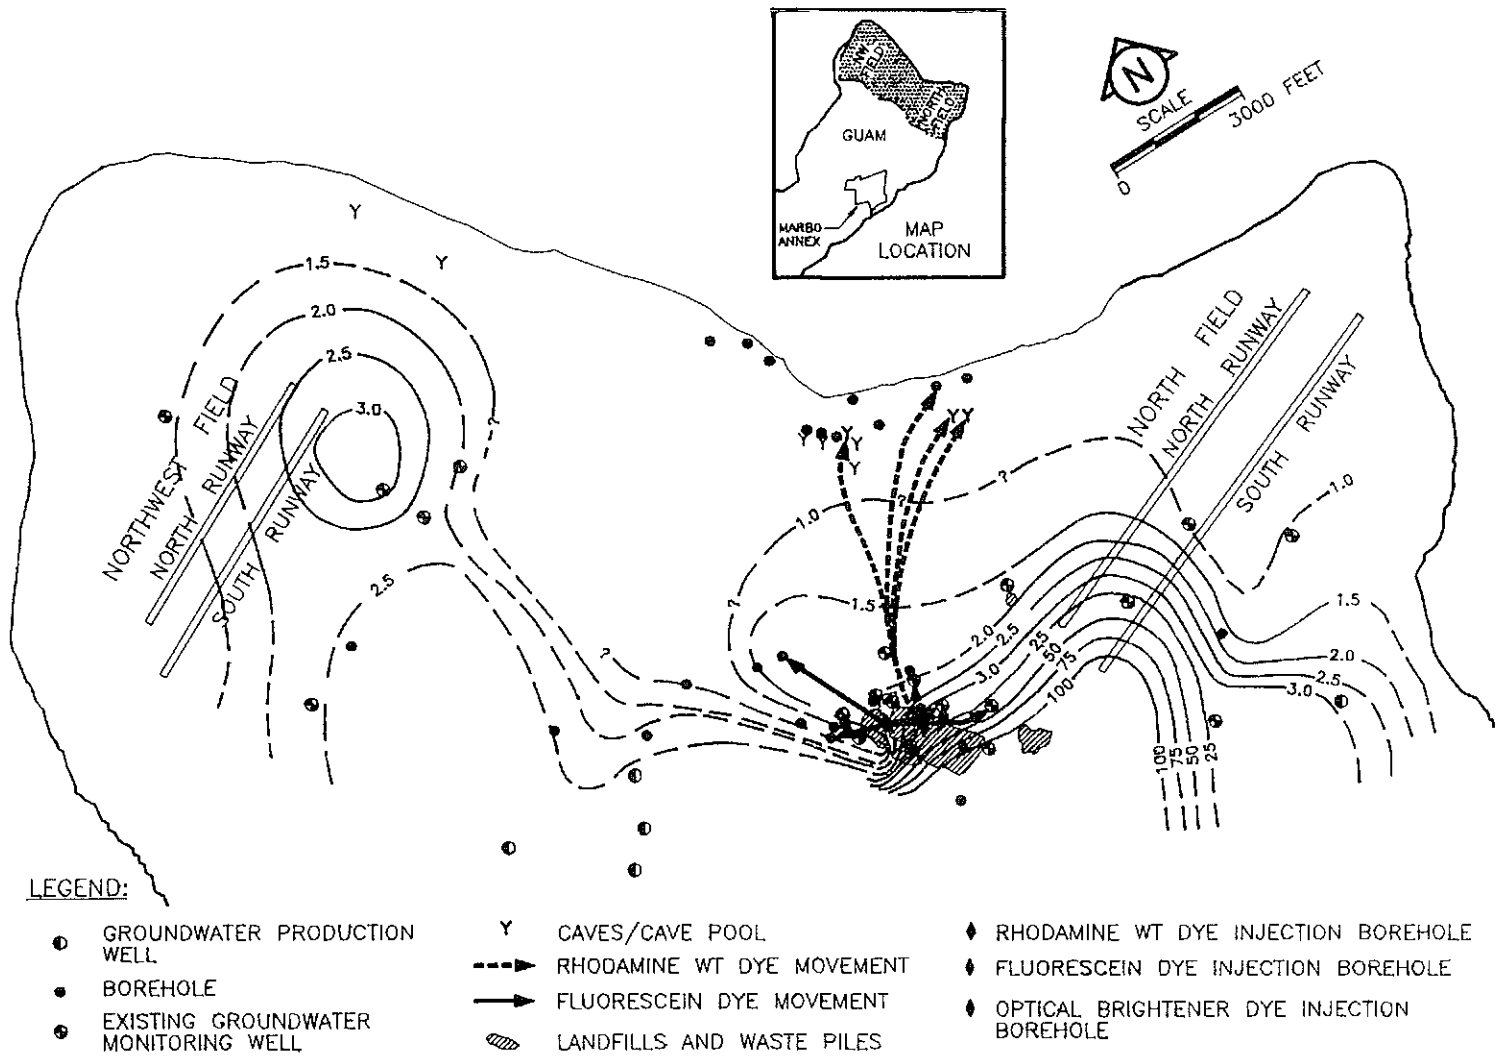 NW
FIELD
NORTH
FIELD
GUAM
MARBO
ANNEX
MAP
LOCATION
N
SCALE
0
3000 FEET
1.5
2.0
2.5
3.0
NORTHWEST FIELD
NORTH RUNWAY
SOUTH RUNWAY
2.5
?
?
?
?
?
1.0
1.5
2.0
2.5
3.0
25
50
75
100
NORTH FIELD
NORTH RUNWAY
SOUTH RUNWAY
1.0
1.5
2.0
2.5
3.0
100
75
50
25
LEGEND:
GROUNDWATER PRODUCTION
WELL
BOREHOLE
EXISTING GROUNDWATER
MONITORING WELL
Y CAVES/CAVE POOL
RHODAMINE WT DYE MOVEMENT
FLUORESCEIN DYE MOVEMENT
LANDFILLS AND WASTE PILES
RHODAMINE WT DYE INJECTION BOREHOLE
FLUORESCEIN DYE INJECTION BOREHOLE
OPTICAL BRIGHTENER DYE INJECTION
BOREHOLE